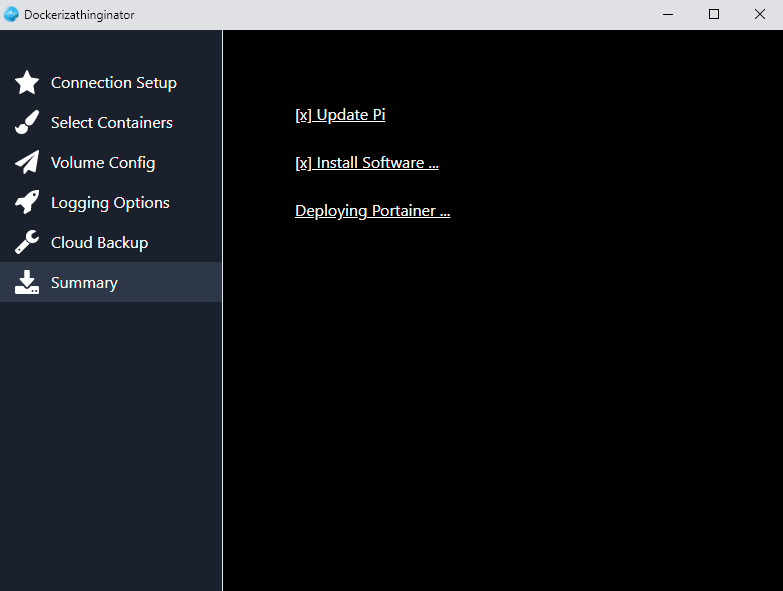 Dockerizathinginator
Connection Setup
Select Containers
Volume Config
Logging Options
Cloud Backup
Summary
[x] Update Pi
[x] Install Software ...
Deploying Portainer ...